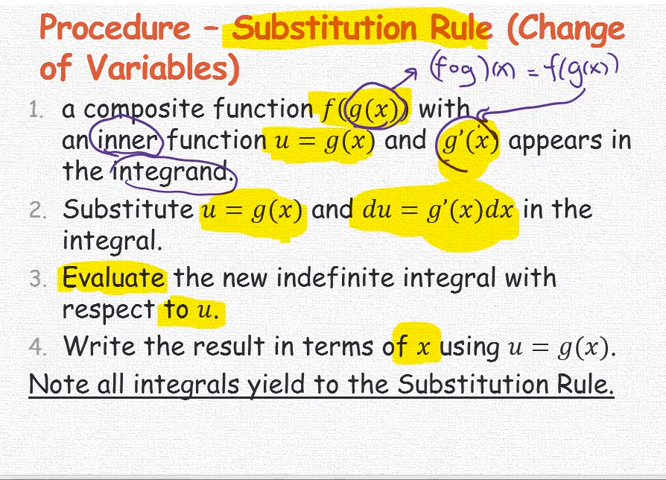 Procedure – Substitution Rule (Change
of Variables)
(fog)(x) = f(g(x))
1. a composite function f(g(x)) with
an inner function u = g(x) and g'(x) appears in
the integrand.
2. Substitute u = g(x) and du = g'(x)dx in the
integral.
3. Evaluate the new indefinite integral with
respect to u.
4. Write the result in terms of x using u = g(x).
Note all integrals yield to the Substitution Rule.